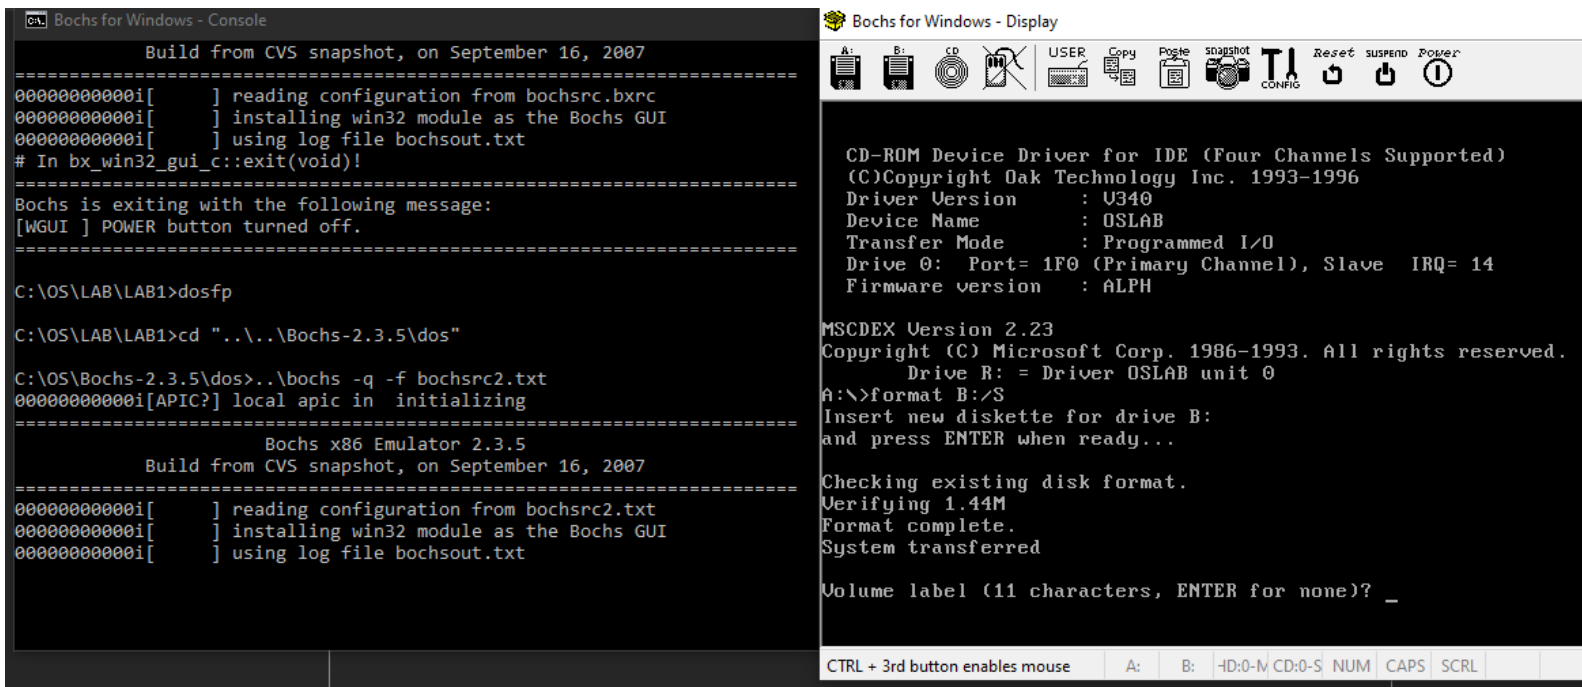 Bochs for Windows - Console
Build from CVS snapshot, on September 16, 2007
================================================================================
00000000000i[      ] reading configuration from bochsrc.bxrc
00000000000i[      ] installing win32 module as the Bochs GUI
00000000000i[      ] using log file bochsout.txt
# In bx_win32_gui_c::exit(void)!
================================================================================
Bochs is exiting with the following message:
[WGUI ] POWER button turned off.
================================================================================
C:\OS\LAB\LAB1>dosfp
C:\OS\LAB\LAB1>cd "..\..\Bochs-2.3.5\dos"
C:\OS\Bochs-2.3.5\dos>..\bochs -q -f bochsrc2.txt
00000000000i[APIC?] local apic in  initializing
================================================================================
Bochs x86 Emulator 2.3.5
Build from CVS snapshot, on September 16, 2007
================================================================================
00000000000i[      ] reading configuration from bochsrc2.txt
00000000000i[      ] installing win32 module as the Bochs GUI
00000000000i[      ] using log file bochsout.txt
Bochs for Windows - Display
A: B: CD USER Copy Paste snapshot CONFIG Reset SUSPEND Power
CD-ROM Device Driver for IDE (Four Channels Supported)
(C)Copyright Oak Technology Inc. 1993-1996
Driver Version      : V340
Device Name         : OSLAB
Transfer Mode       : Programmed I/O
Drive 0:  Port= 1F0 (Primary Channel), Slave  IRQ= 14
Firmware version    : ALPH
MSCDEX Version 2.23
Copyright (C) Microsoft Corp. 1986-1993. All rights reserved.
Drive R: = Driver OSLAB unit 0
A:\>format B:/S
Insert new diskette for drive B:
and press ENTER when ready...
Checking existing disk format.
Verifying 1.44M
Format complete.
System transferred
Volume label (11 characters, ENTER for none)? _
CTRL + 3rd button enables mouse A: B: HD:0-M CD:0-S NUM CAPS SCRL